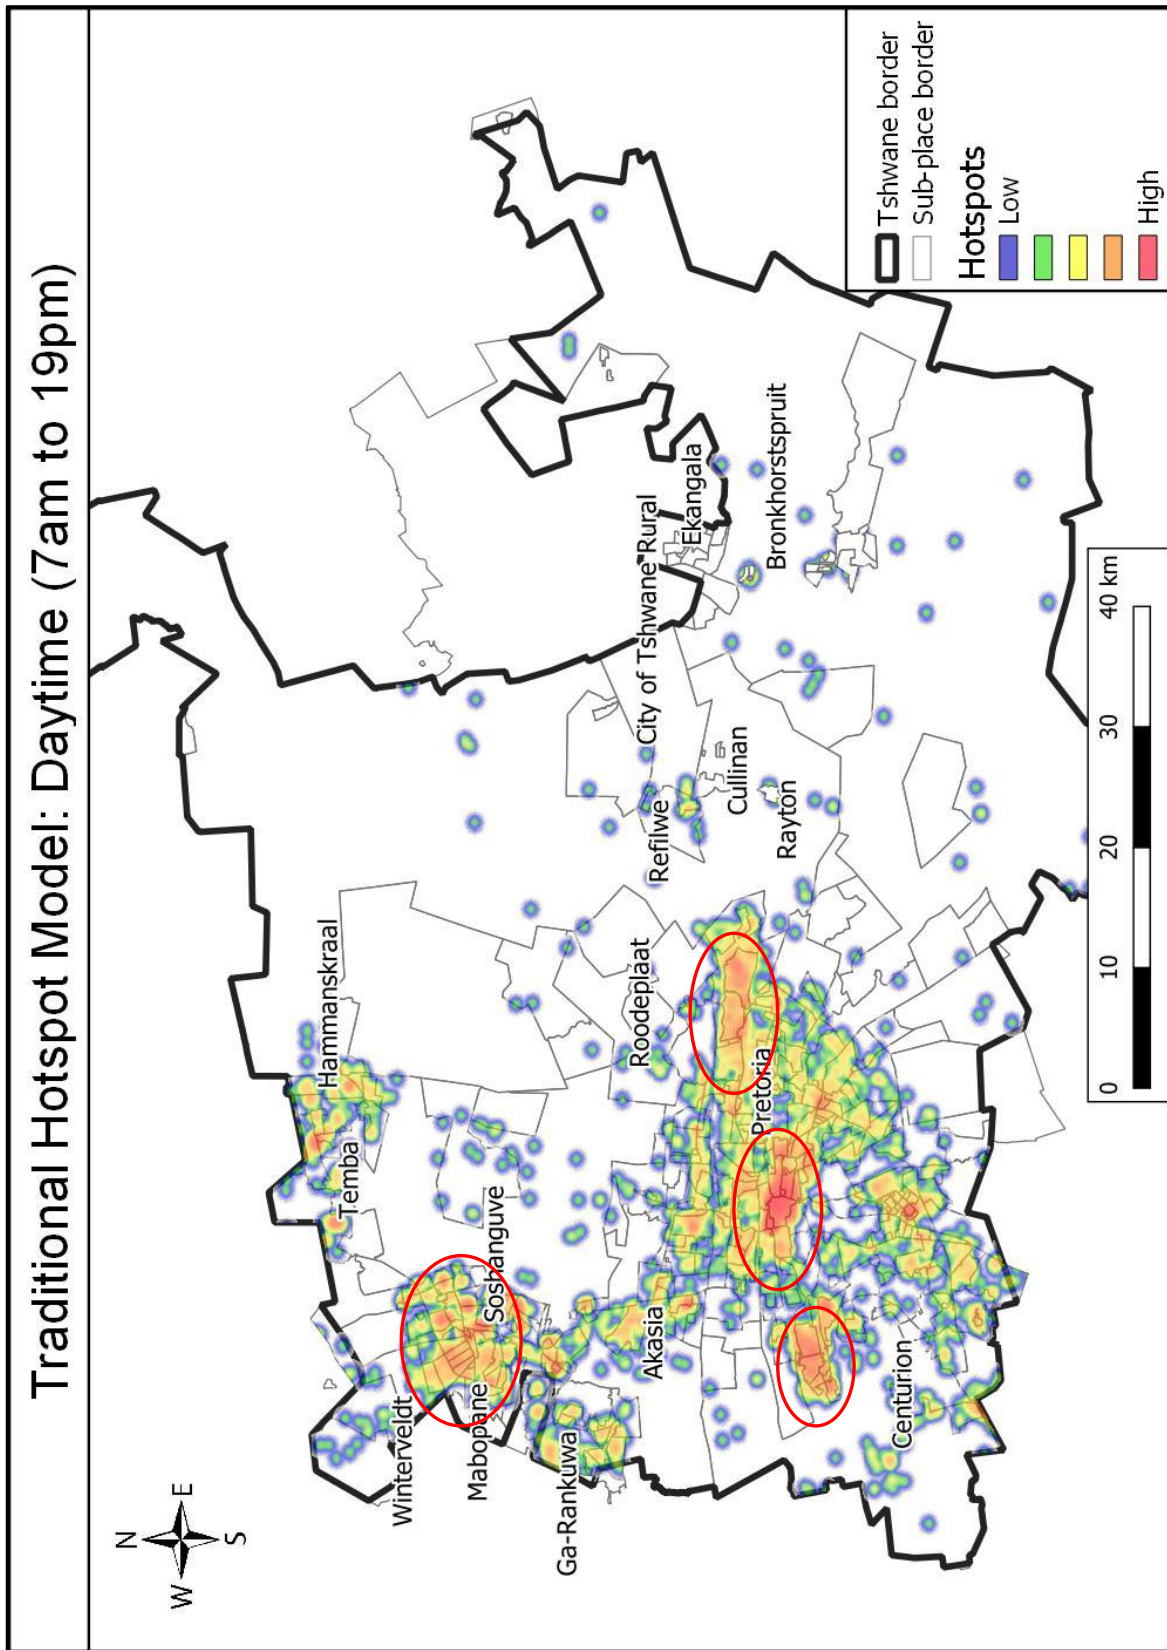 Traditional Hotspot Model: Daytime (7am to 19pm)
N
W E
S
Hammanskraal
Temba
Winterveldt
Soshanguve
Mabopane
Ga-Rankuwa
Akasia
Roodeplaat
Refilwe
City of Tshwane Rural
Ekangala
Cullinan
Pretoria
Rayton
Bronkhorstspruit
Centurion
0 10 20 30 40 km
Tshwane border
Sub-place border
Hotspots
Low
High